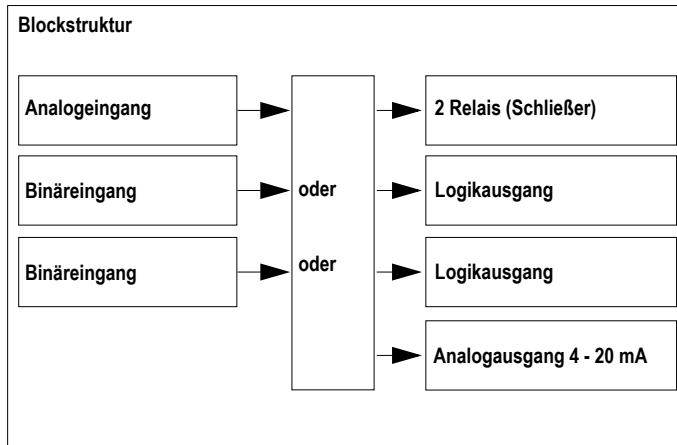 Blockstruktur
Analogeingang
2 Relais (Schließer)
Binäreingang
oder
Logikausgang
Binäreingang
oder
Logikausgang
Analogausgang 4 - 20 mA